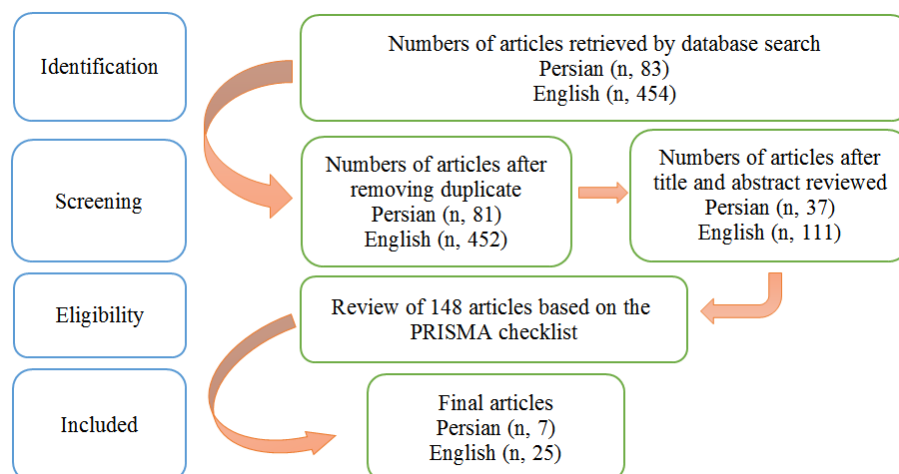 Identification
Numbers of articles retrieved by database search
Persian (n, 83)
English (n, 454)
Screening
Numbers of articles after
removing duplicate
Persian (n, 81)
English (n, 452)
Numbers of articles after
title and abstract reviewed
Persian (n, 37)
English (n, 111)
Eligibility
Review of 148 articles based on the
PRISMA checklist
Included
Final articles
Persian (n, 7)
English (n, 25)